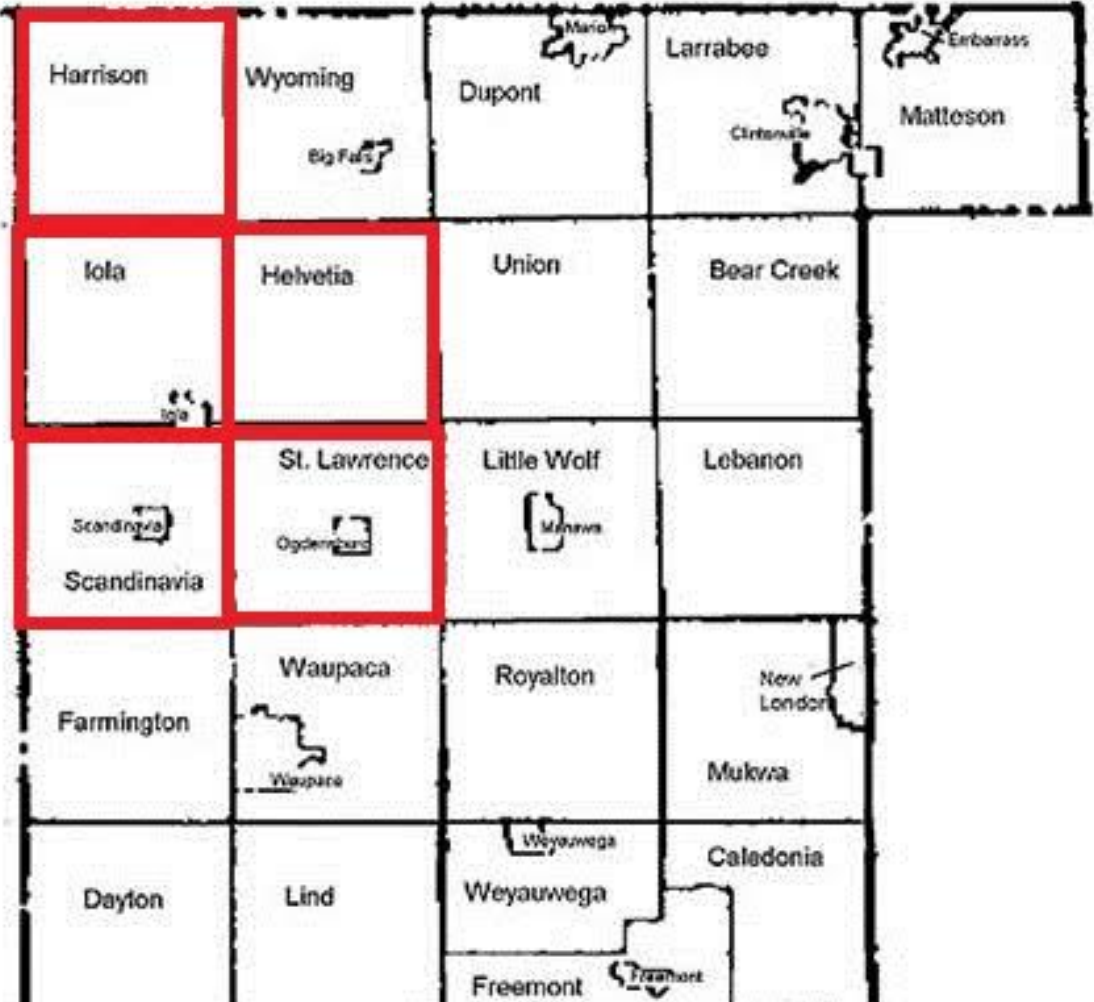 Harrison
Wyoming
Big Falls
Dupont
Marion
Larrabee
Clintonville
Embarrass
Matteson
Iola
Iola
Helvetia
Union
Bear Creek
Scandinavia
Scandinavia
St. Lawrence
Ogdensburg
Little Wolf
Manawa
Lebanon
Farmington
Waupaca
Waupaca
Royalton
New
London
Mukwa
Dayton
Lind
Weyauwega
Weyauwega
Caledonia
Freemont
Freemont